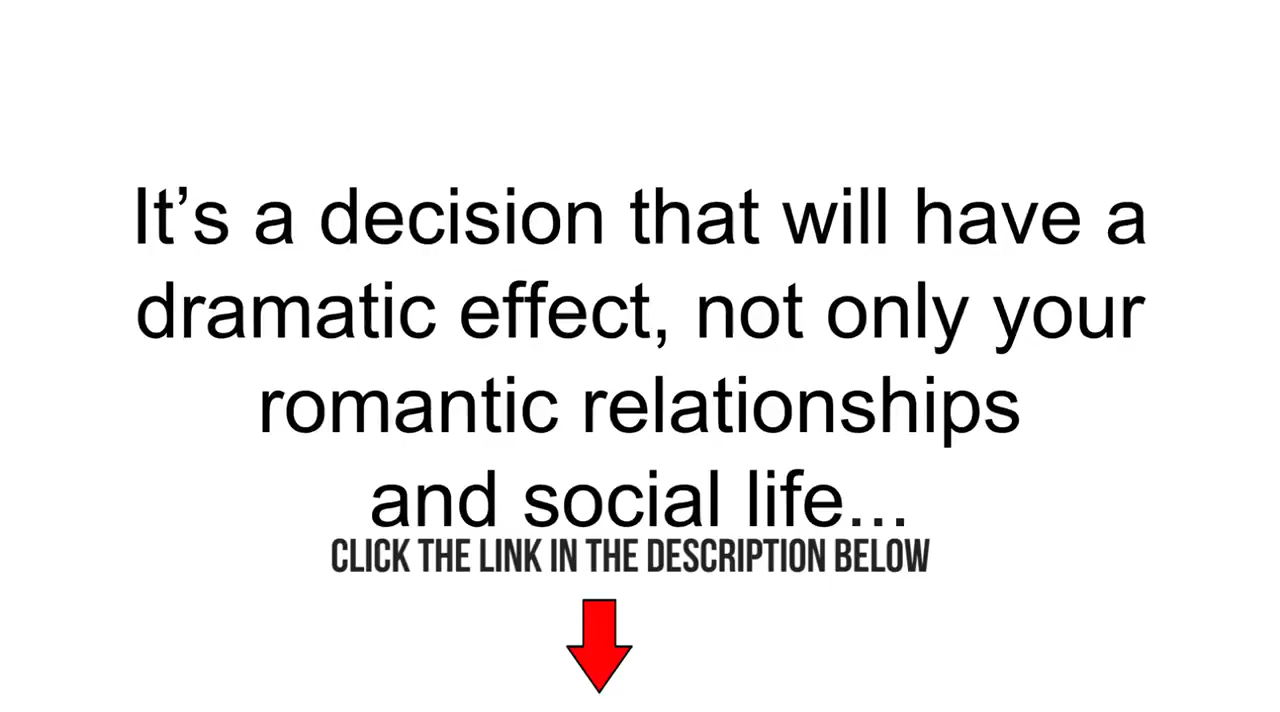 It’s a decision that will have a
dramatic effect, not only your
romantic relationships
and social life...
CLICK THE LINK IN THE DESCRIPTION BELOW